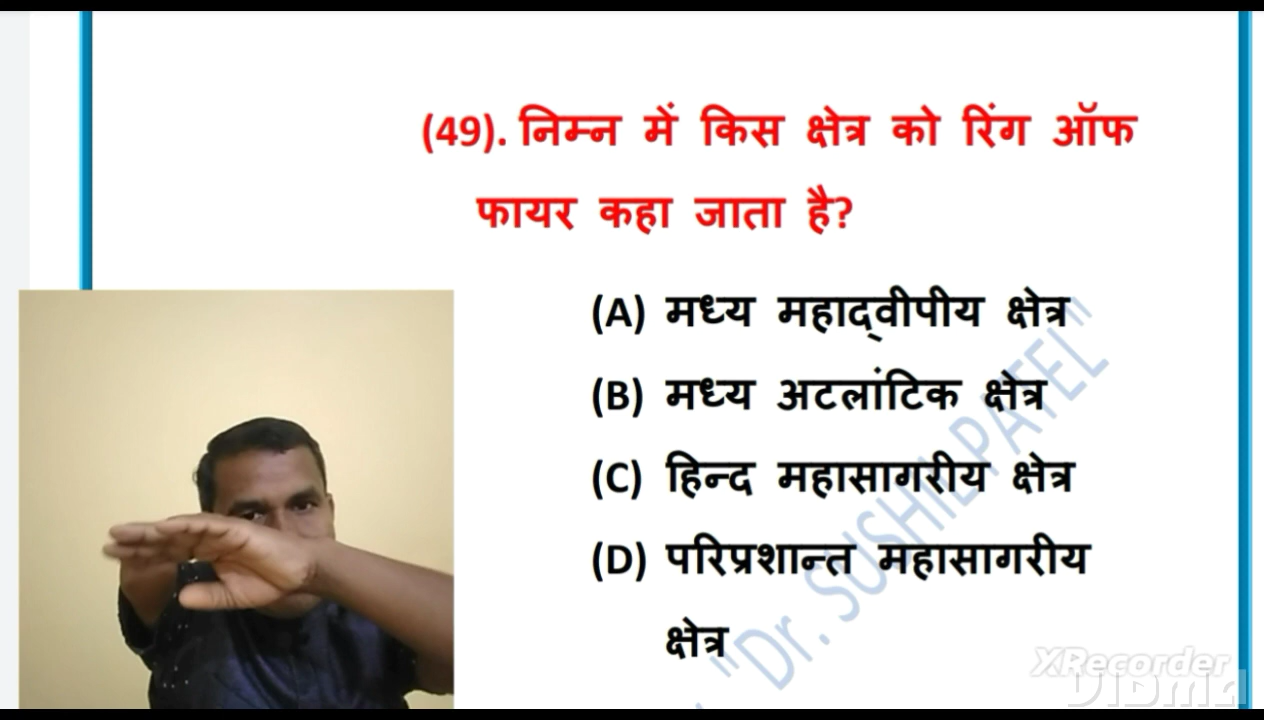 (49). निम्न में किस क्षेत्र को रिंग ऑफ
फायर कहा जाता है?
(A) मध्य महाद्वीपीय क्षेत्र
(B) मध्य अटलांटिक क्षेत्र
(C) हिन्द महासागरीय क्षेत्र
(D) परिप्रशान्त महासागरीय
क्षेत्र
"Dr. SUSHIL PATEL"
XRecorder